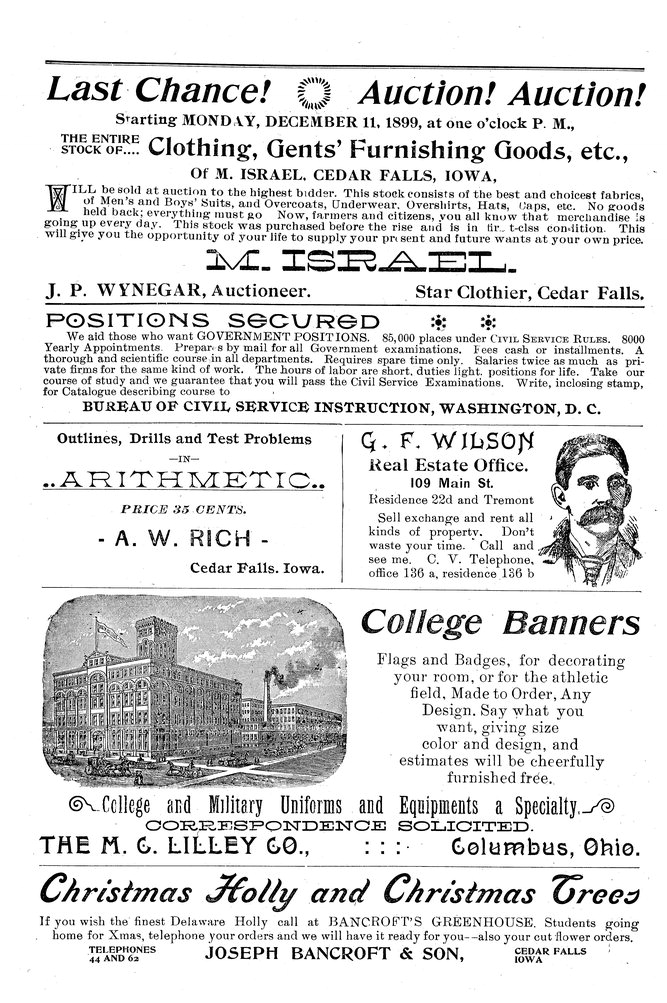 Last Chance! Auction! Auction!
Starting MONDAY, DECEMBER 11, 1899, at one o'clock P. M.,
THE ENTIRE
STOCK OF.... Clothing, Gents' Furnishing Goods, etc.,
Of M. ISRAEL, CEDAR FALLS, IOWA,
WILL be sold at auction to the highest bidder. This stock consists of the best and choicest fabrics,
of Men's and Boys' Suits, and Overcoats, Underwear, Overshirts, Hats, Caps, etc. No goods
held back; everything must go Now, farmers and citizens, you all know that merchandise is
going up every day. This stock was purchased before the rise and is in fir t-clss condition. This
will give you the opportunity of your life to supply your present and future wants at your own price.
M. ISRAEL.
J. P. WYNEGAR, Auctioneer. Star Clothier, Cedar Falls.
POSITIONS SECURED
We aid those who want GOVERNMENT POSITIONS. 85,000 places under CIVIL SERVICE RULES. 8000
Yearly Appointments. Prepares by mail for all Government examinations. Fees cash or installments. A
thorough and scientific course in all departments. Requires spare time only. Salaries twice as much as pri-
vate firms for the same kind of work. The hours of labor are short, duties light, positions for life. Take our
course of study and we guarantee that you will pass the Civil Service Examinations. Write, inclosing stamp,
for Catalogue describing course to
BUREAU OF CIVIL SERVICE INSTRUCTION, WASHINGTON, D. C.
Outlines, Drills and Test Problems
—IN—
..ARITHMETIC..
PRICE 35 CENTS.
- A. W. RICH -
Cedar Falls. Iowa.
G. F. WILSON
Real Estate Office.
109 Main St.
Residence 22d and Tremont
Sell exchange and rent all
kinds of property. Don't
waste your time. Call and
see me. C. V. Telephone,
office 136 a, residence 136 b
College Banners
Flags and Badges, for decorating
your room, or for the athletic
field, Made to Order, Any
Design. Say what you
want, giving size
color and design, and
estimates will be cheerfully
furnished free.
College and Military Uniforms and Equipments a Specialty.
CORRESPONDENCE SOLICITED.
THE M. C. LILLEY CO., : : : · Columbus, Ohio.
Christmas Holly and Christmas Trees
If you wish the finest Delaware Holly call at BANCROFT'S GREENHOUSE. Students going
home for Xmas, telephone your orders and we will have it ready for you--also your cut flower orders.
TELEPHONES
44 AND 62 JOSEPH BANCROFT & SON, CEDAR FALLS
IOWA